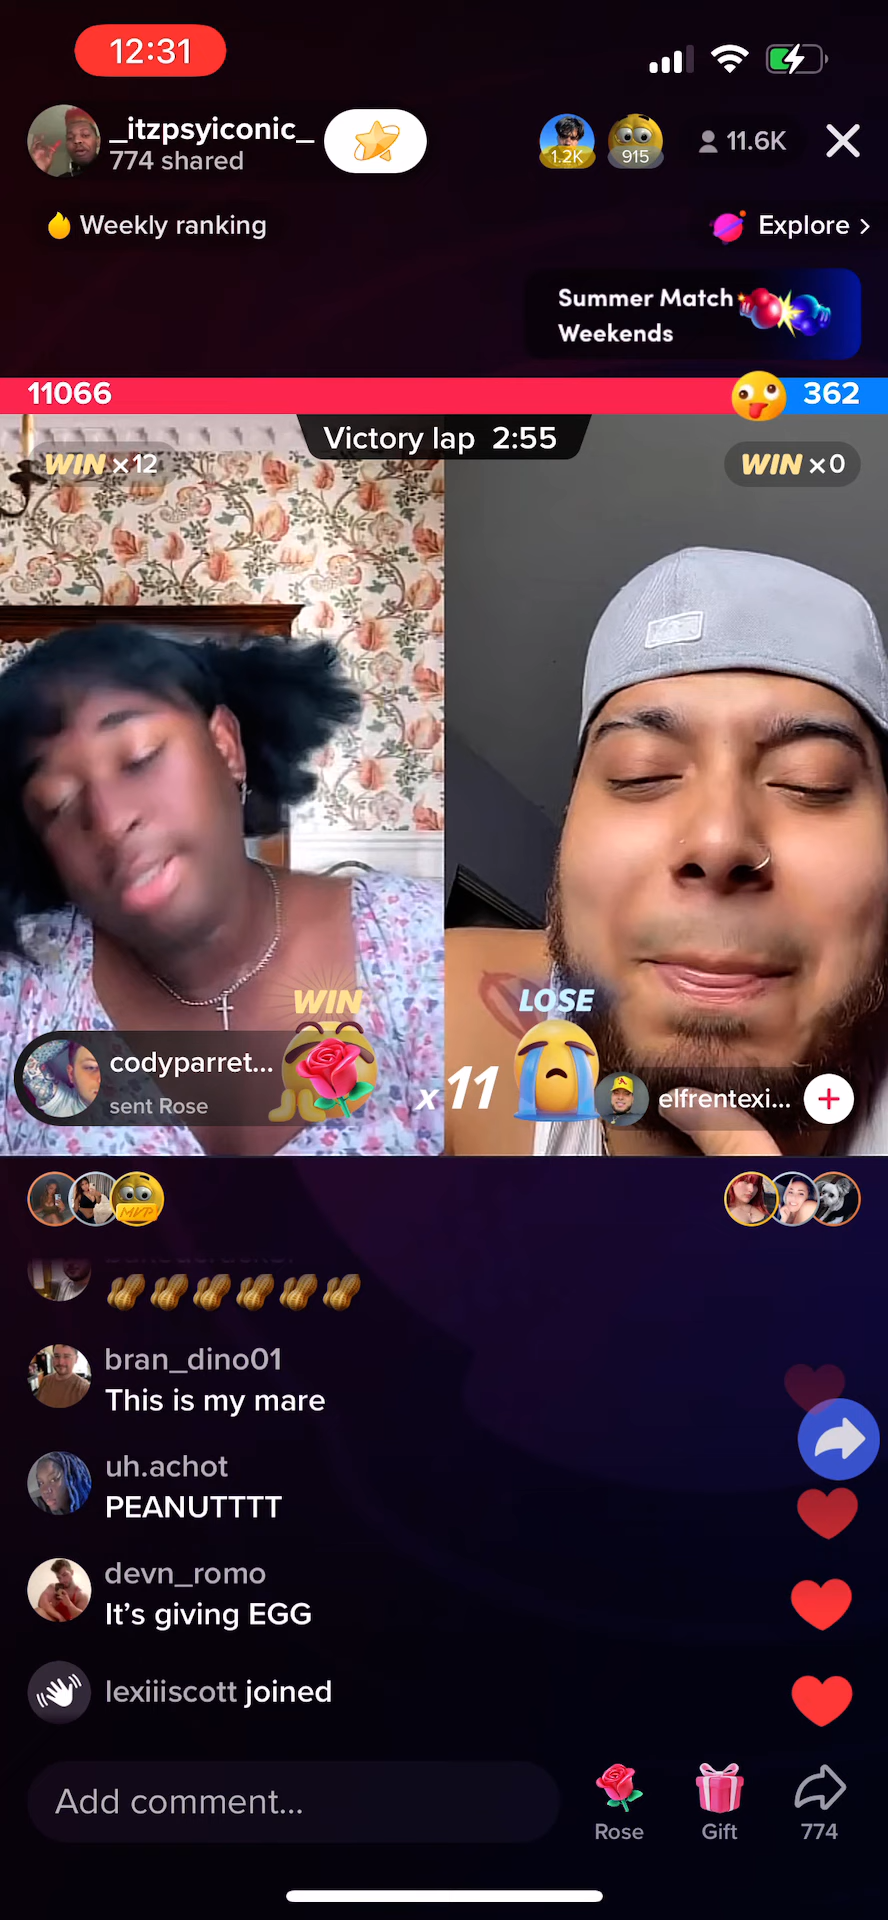 12:31
_itzpsyiconic_
774 shared
1.2K
915
11.6K
Weekly ranking
Explore >
Summer Match
Weekends
11066
362
Victory lap 2:55
WIN x12
WIN x0
WIN
LOSE
codyparret...
sent Rose
x 11
elfrentexi...
MVP
bran_dino01
This is my mare
uh.achot
PEANUTTTT
devn_romo
It's giving EGG
lexiiiscott joined
Add comment...
Rose
Gift
774